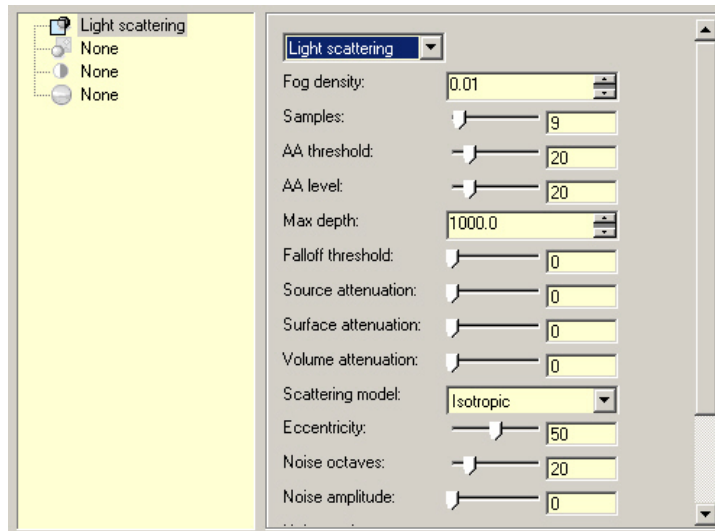 Light scattering
None
None
None
Light scattering
Fog density: 0.01
Samples: 9
AA threshold: 20
AA level: 20
Max depth: 1000.0
Falloff threshold: 0
Source attenuation: 0
Surface attenuation: 0
Volume attenuation: 0
Scattering model: Isotropic
Eccentricity: 50
Noise octaves: 20
Noise amplitude: 0